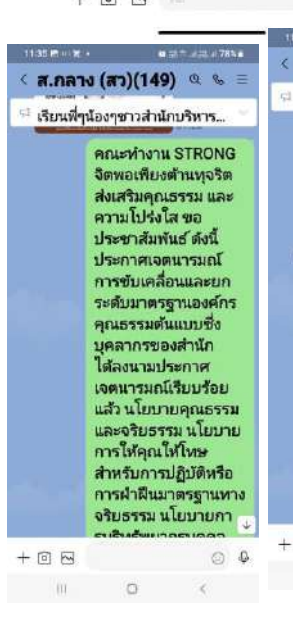 11:35
78%
< ส.กลาง (สว)(149)
เรียนพี่ๆน้องๆชาวสำนักบริหาร...
คณะทำงาน STRONG
จิตพอเพียงต้านทุจริต
ส่งเสริมคุณธรรม และ
ความโปร่งใส ขอ
ประชาสัมพันธ์ ดังนี้
ประกาศเจตนารมณ์
การขับเคลื่อนและยก
ระดับมาตรฐานองค์กร
คุณธรรมต้นแบบซึ่ง
บุคลากรของสำนัก
ได้ลงนามประกาศ
เจตนารมณ์เรียบร้อย
แล้ว นโยบายคุณธรรม
และจริยธรรม นโยบาย
การให้คุณให้โทษ
สำหรับการปฏิบัติหรือ
การฝ่าฝืนมาตรฐานทาง
จริยธรรม นโยบายกา